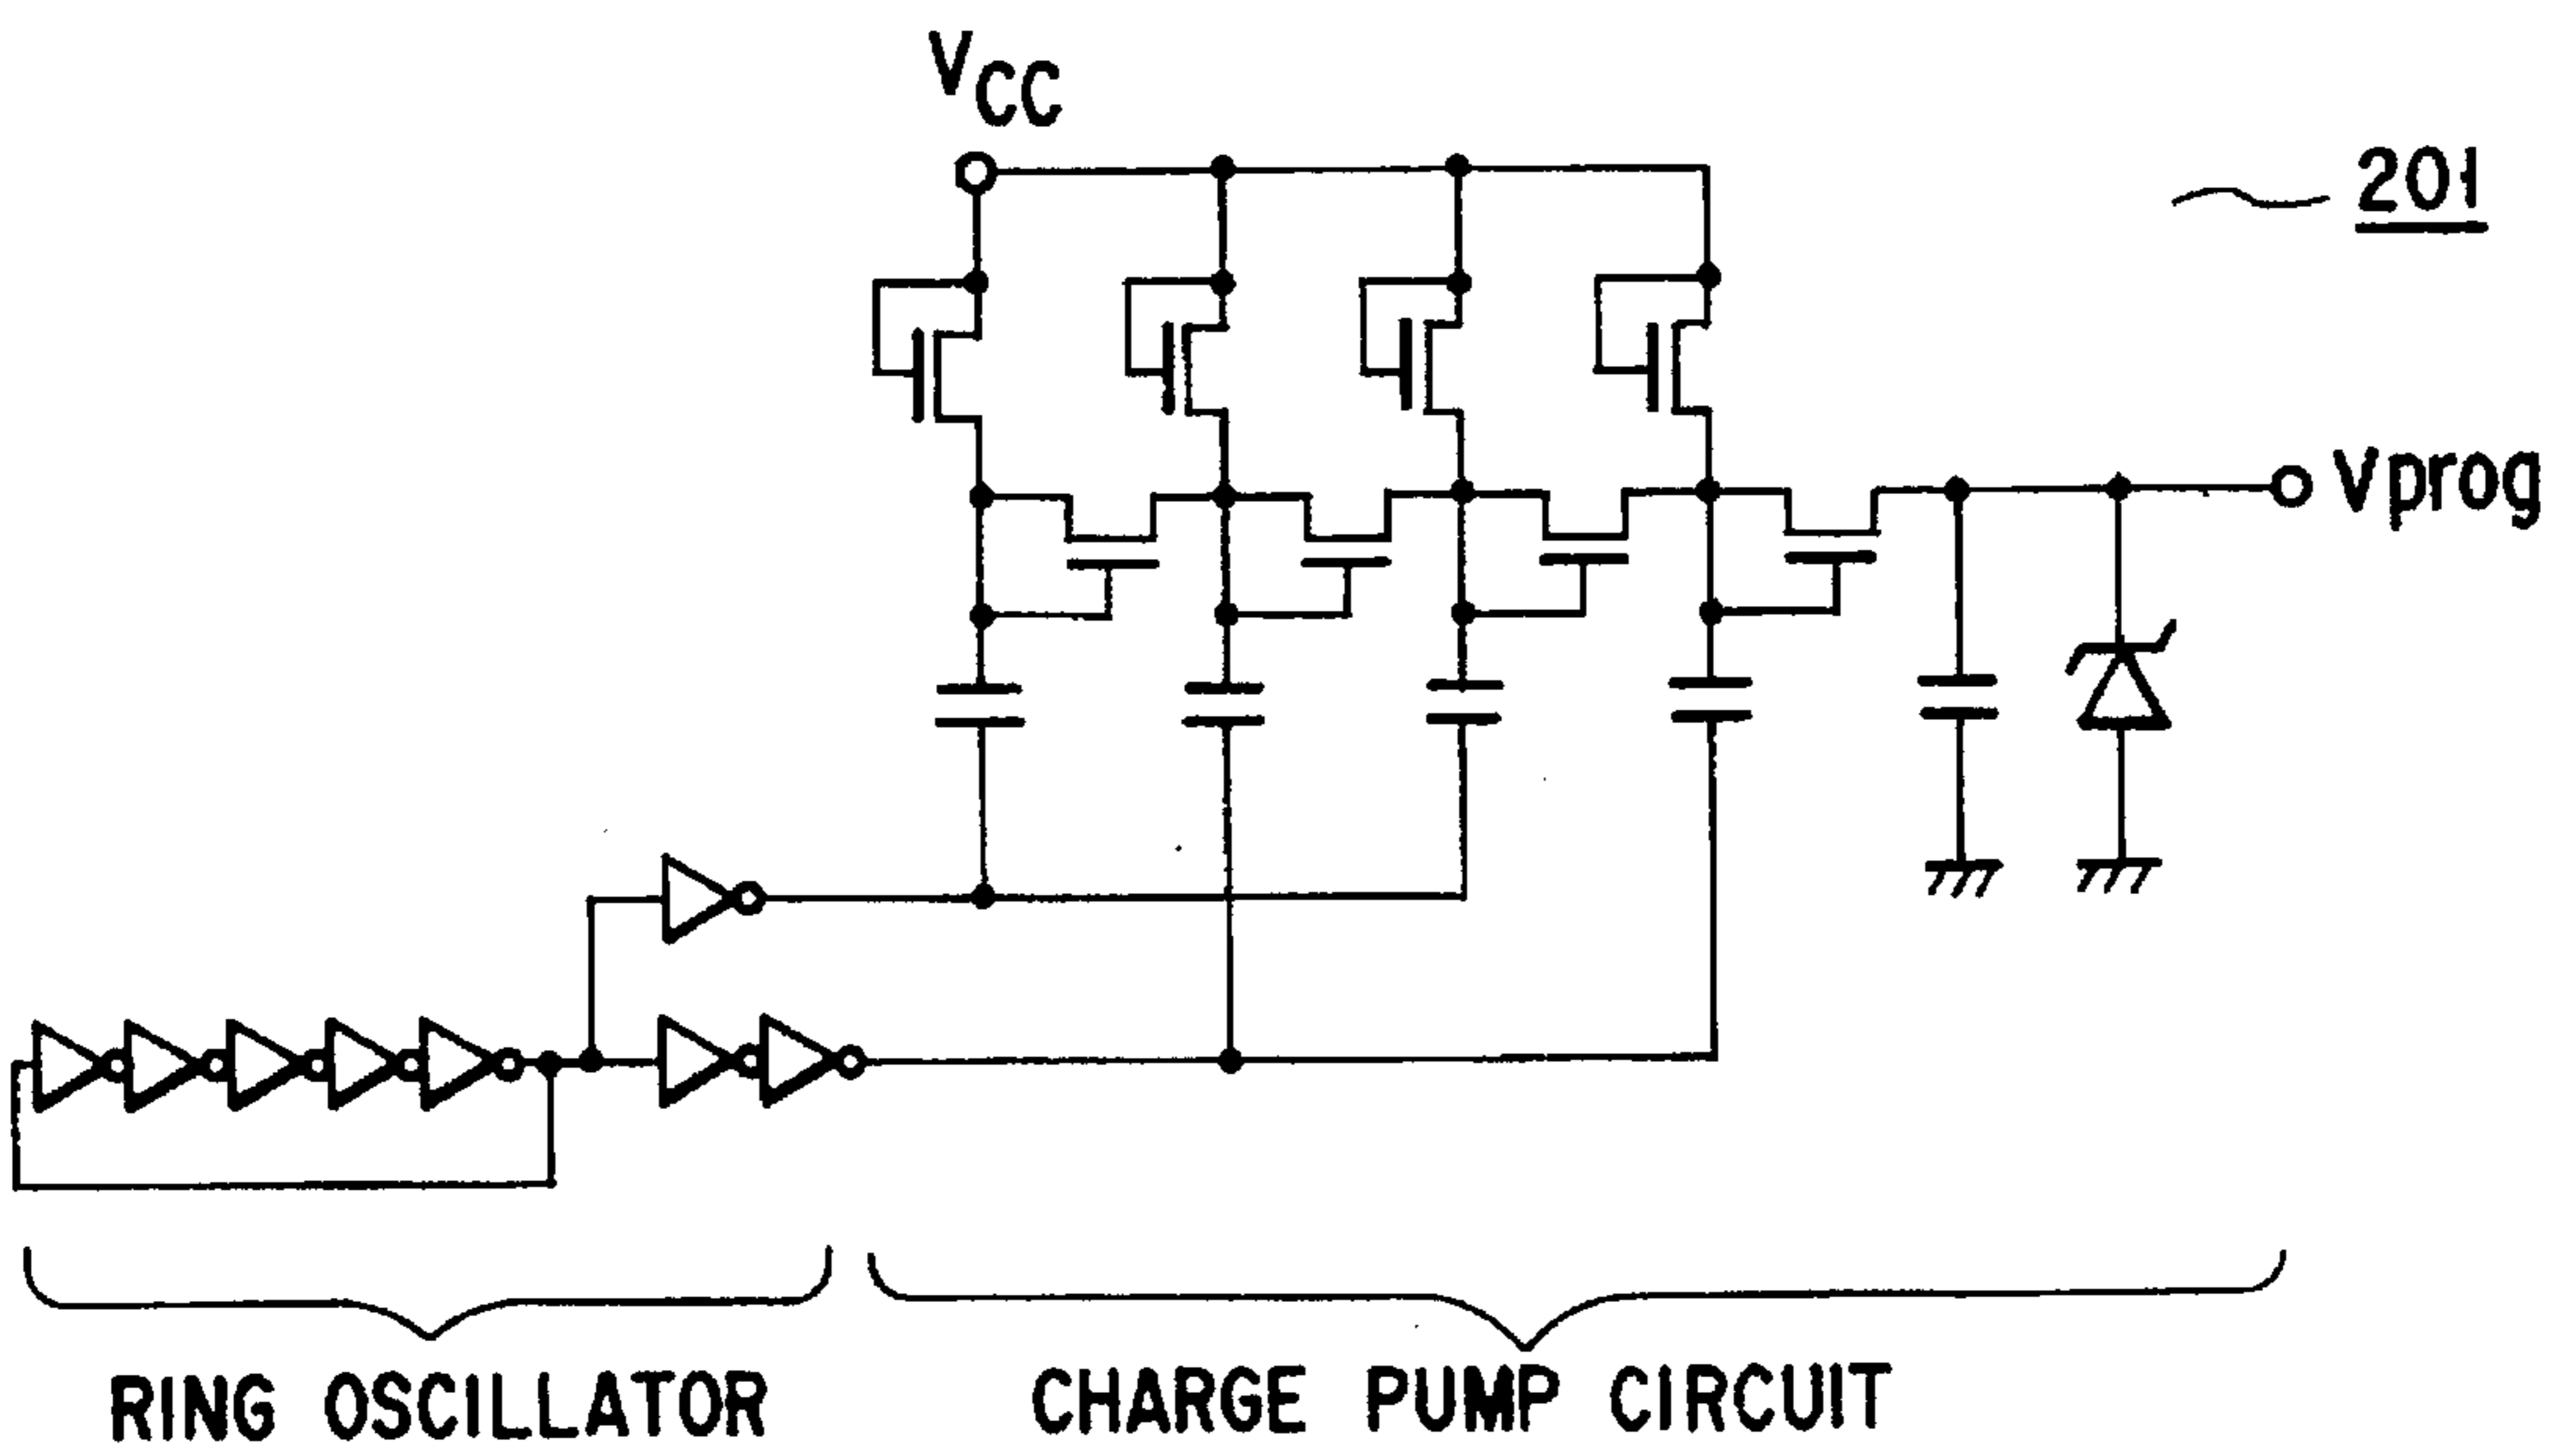 VCC
201
Vprog
RING OSCILLATOR
CHARGE PUMP CIRCUIT